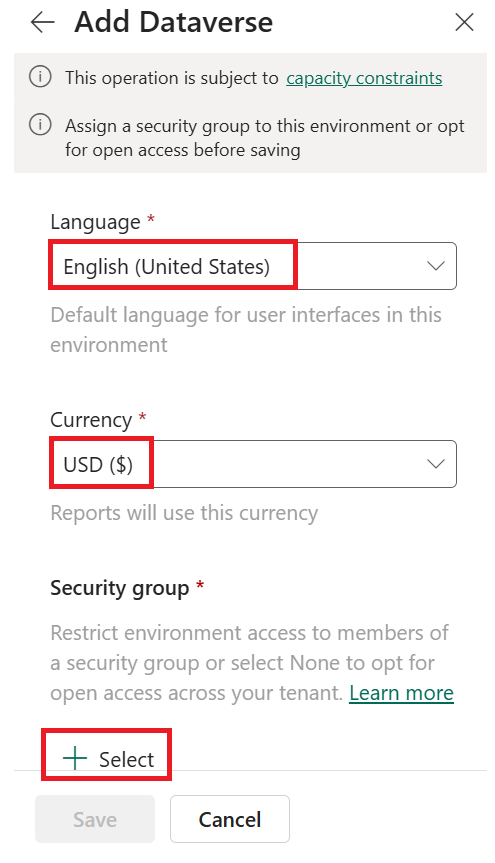 Add Dataverse
This operation is subject to capacity constraints
Assign a security group to this environment or opt
for open access before saving
Language *
English (United States)
Default language for user interfaces in this
environment
Currency *
USD ($)
Reports will use this currency
Security group *
Restrict environment access to members of
a security group or select None to opt for
open access across your tenant. Learn more
Select
Save Cancel